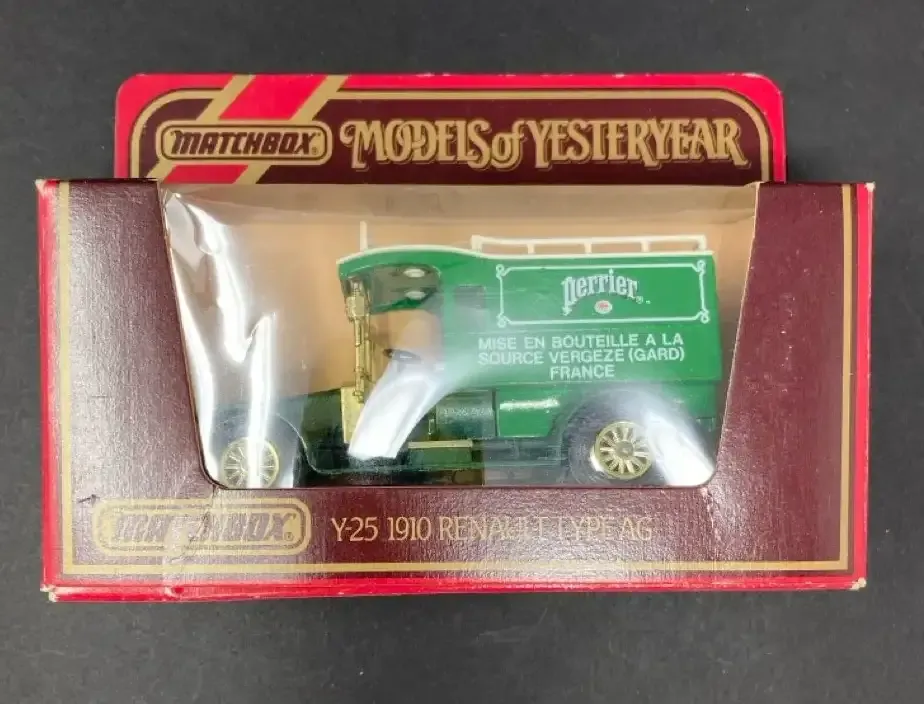 MATCHBOX MODELS of YESTERYEAR
perrier
MISE EN BOUTEILLE A LA
SOURCE VERGEZE (GARD)
FRANCE
MATCHBOX Y-25 1910 RENAULT TYPE AG